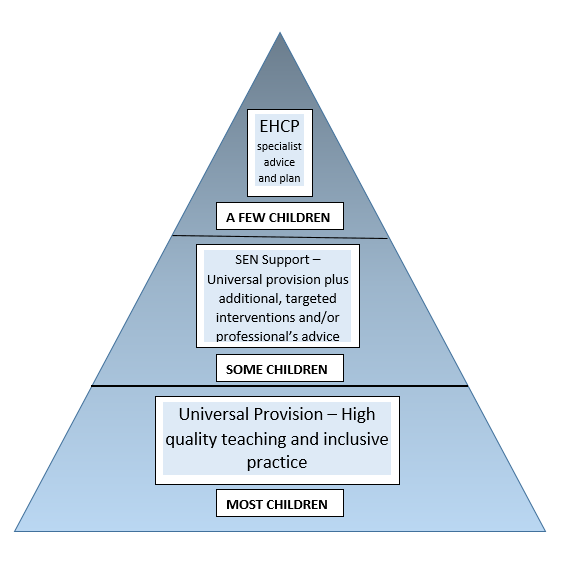 EHCP
specialist
advice
and plan
A FEW CHILDREN
SEN Support –
Universal provision plus
additional, targeted
interventions and/or
professional's advice
SOME CHILDREN
Universal Provision – High
quality teaching and inclusive
practice
MOST CHILDREN